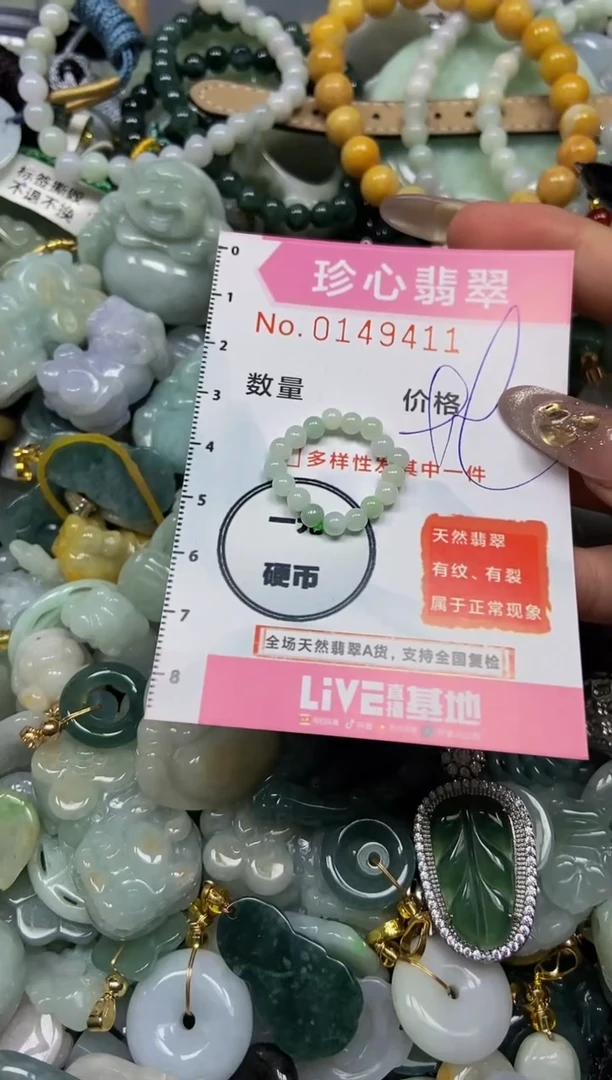 标签撕毁
不退不换
0
珍心翡翠
1
No. 0149411
2
数量 价格
3
4
多样性发其中一件
5
一元
硬币
天然翡翠
有纹、有裂
属于正常现象
6
7
全场天然翡翠A货，支持全国复检
8
LIVE直播基地